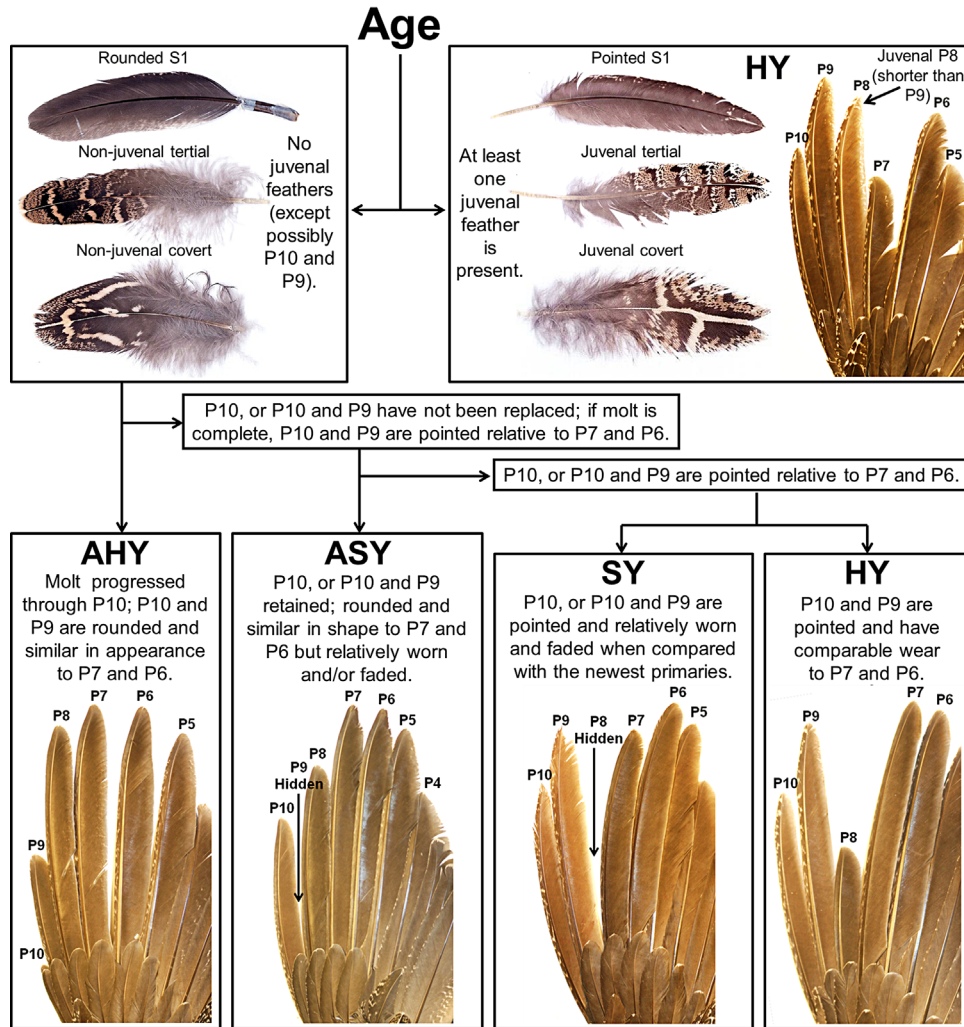 Age
Rounded S1
Non-juvenal tertial
Non-juvenal covert
No
juvenal
feathers
(except
possibly
P10 and
P9).
Pointed S1
Juvenal tertial
Juvenal covert
At least
one
juvenal
feather
is
present.
HY
Juvenal P8
(shorter than
P9)
P10
P9
P8
P7
P6
P5
P10, or P10 and P9 have not been replaced; if molt is
complete, P10 and P9 are pointed relative to P7 and P6.
P10, or P10 and P9 are pointed relative to P7 and P6.
AHY
Molt progressed
through P10; P10 and
P9 are rounded and
similar in appearance
to P7 and P6.
P10
P9
P8
P7
P6
P5
ASY
P10, or P10 and P9
retained; rounded and
similar in shape to P7 and
P6 but relatively worn
and/or faded.
P10
P9
Hidden
P8
P7
P6
P5
P4
SY
P10, or P10 and P9 are
pointed and relatively worn
and faded when compared
with the newest primaries.
P10
P9
P8
Hidden
P7
P6
P5
HY
P10 and P9 are
pointed and have
comparable wear
to P7 and P6.
P10
P9
P8
P7
P6